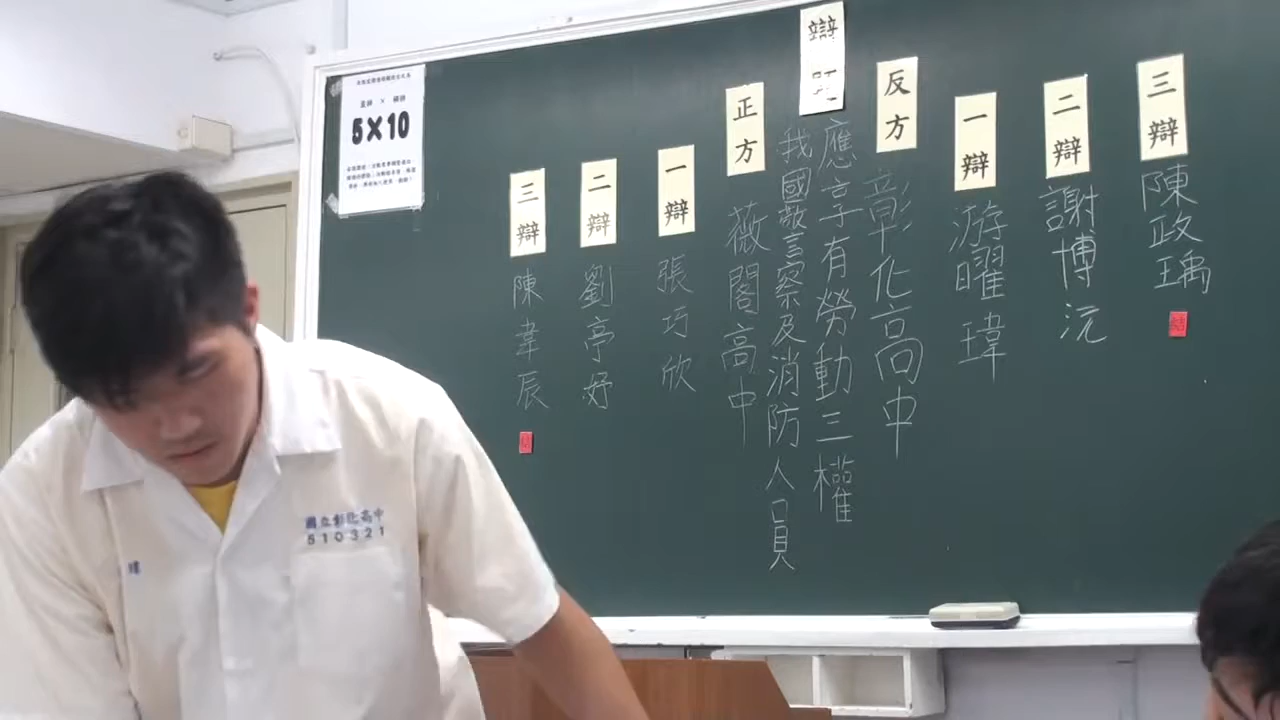 5×10
辯題
我國警察及消防人員
應享有勞動三權
正方
薇閣高中
一辯
張巧欣
二辯
劉亭妤
三辯
陳韋辰
反方
彰化高中
一辯
游曜瑋
二辯
謝博沅
三辯
陳政瑀
結
國立彰化高中
510321